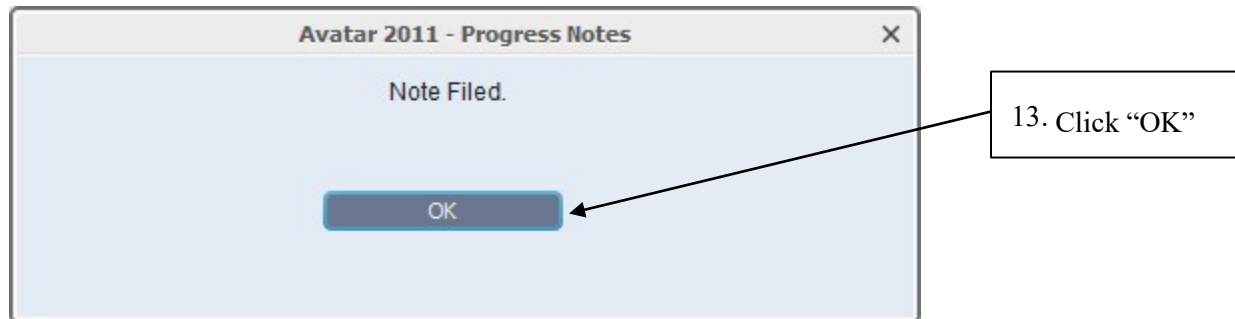 Avatar 2011 - Progress Notes
Note Filed.
13. Click “OK”
OK